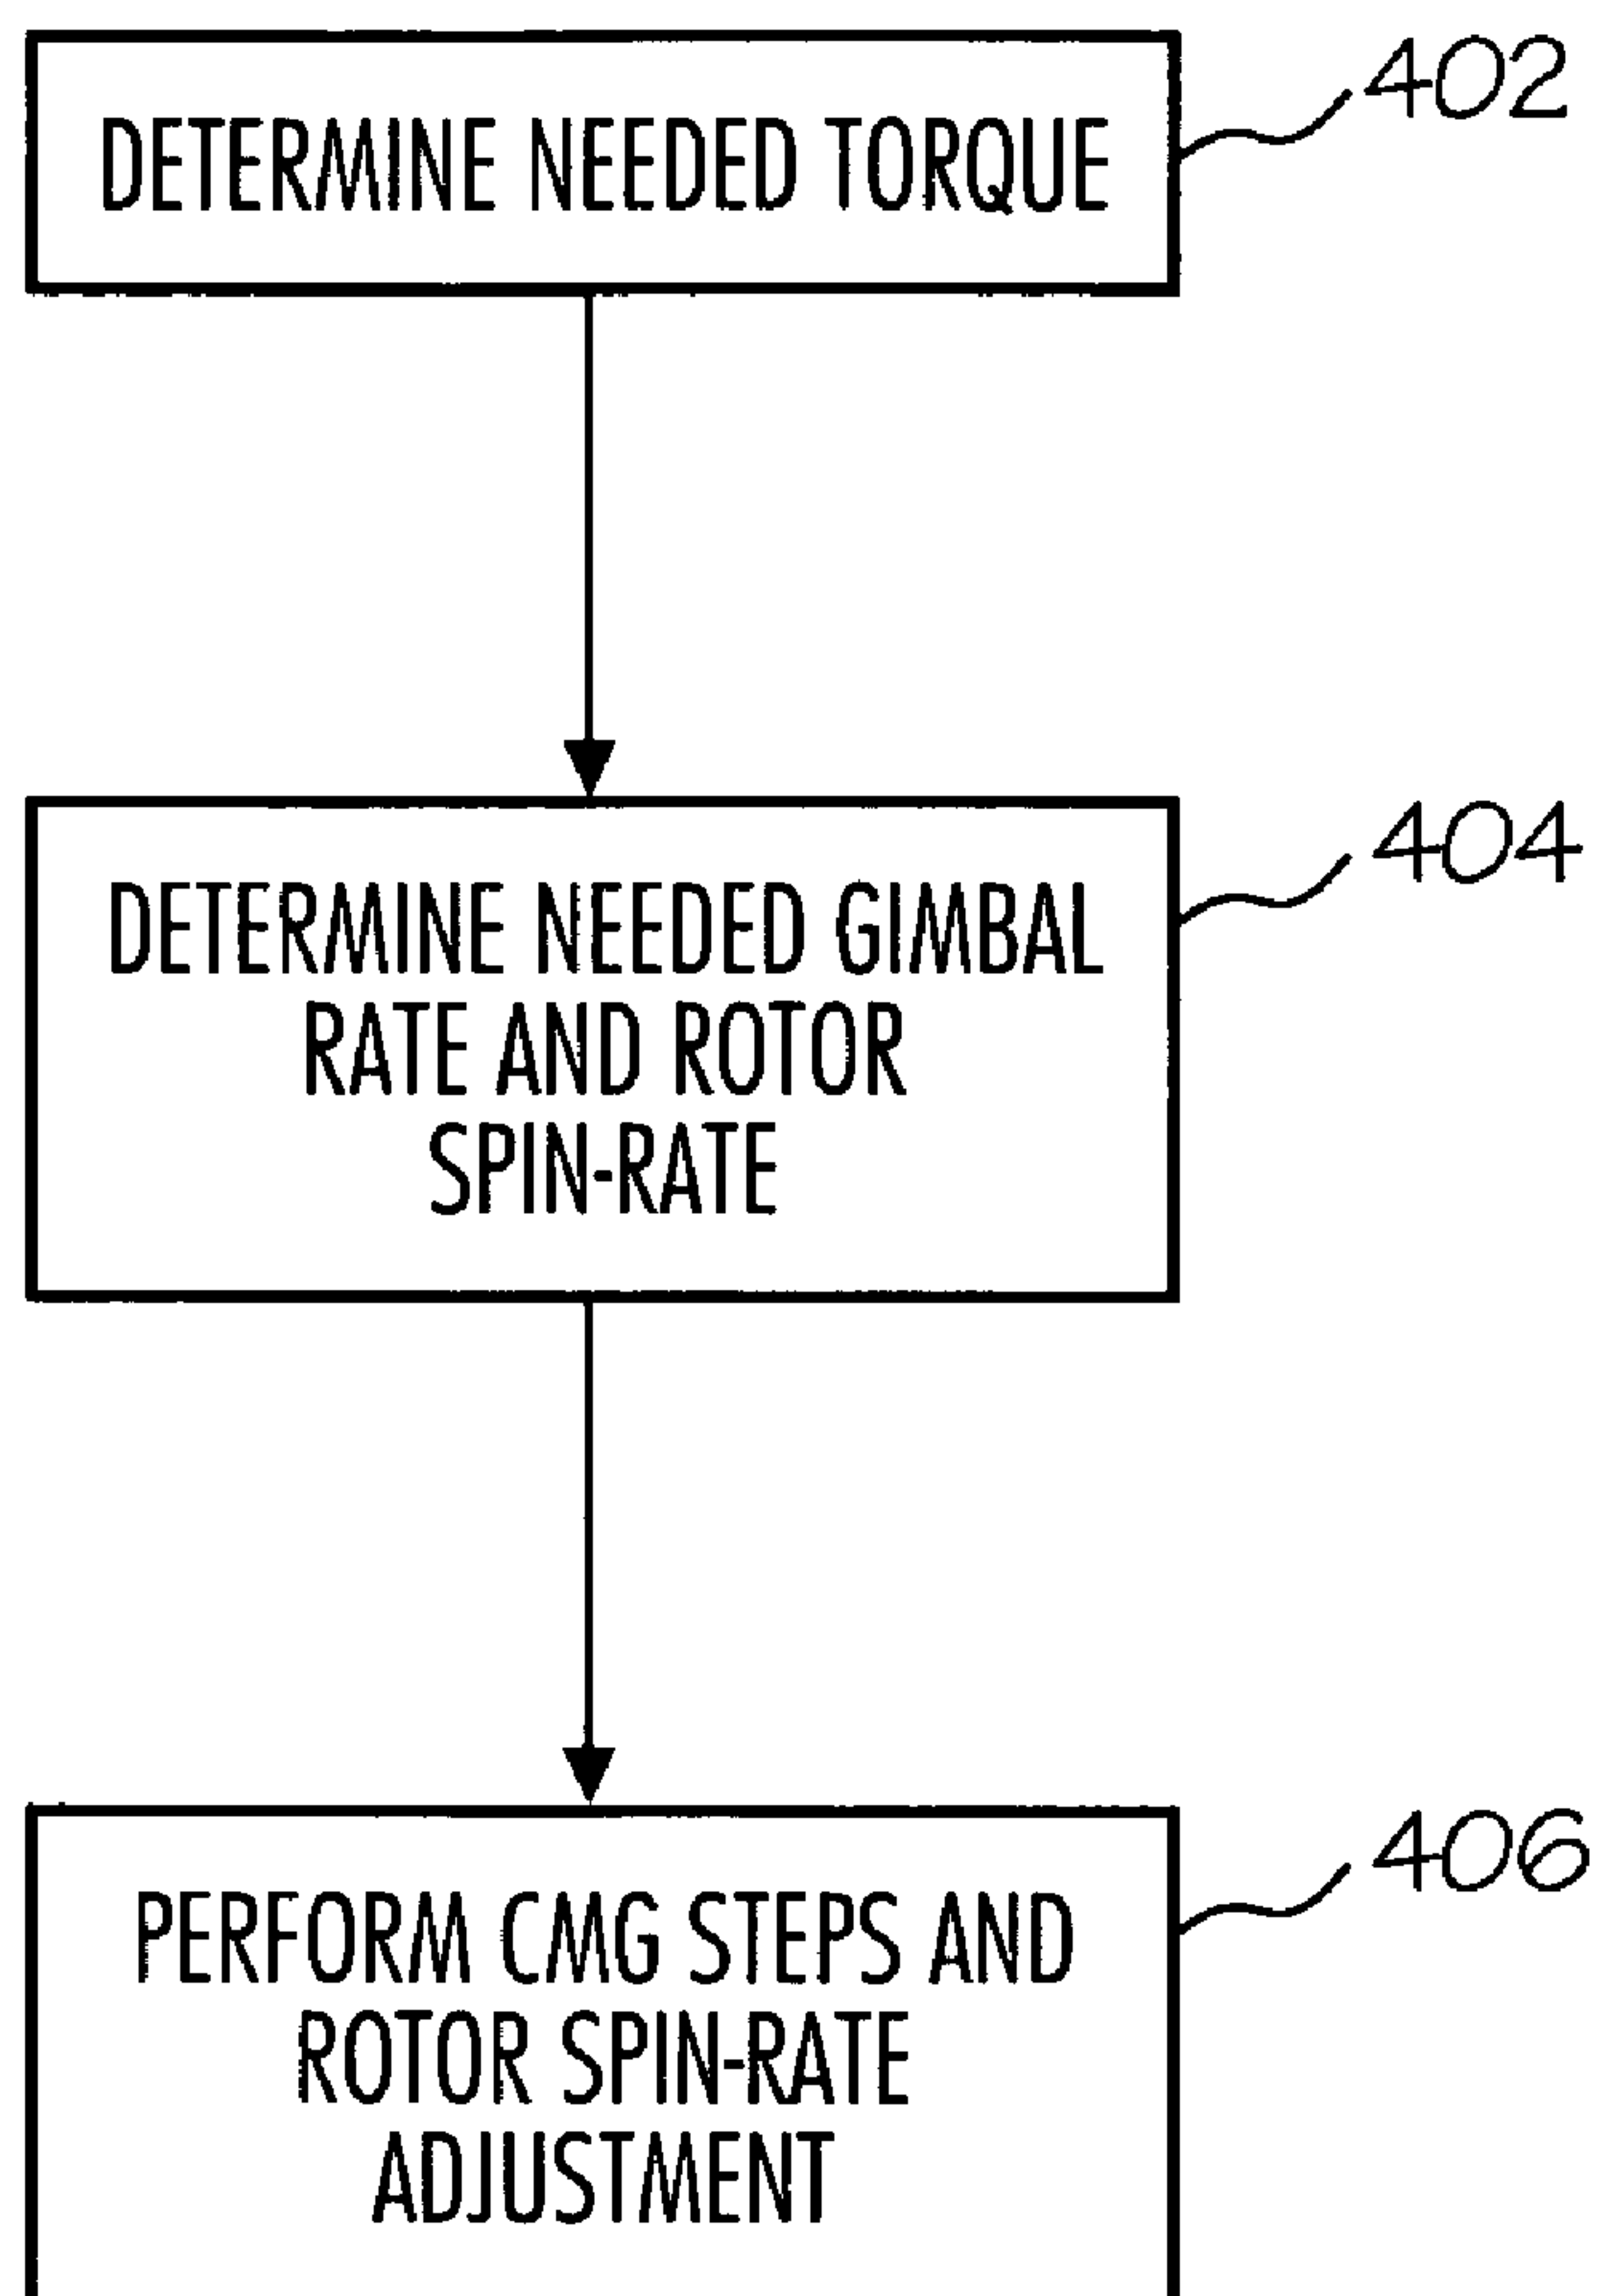 DETERMINE NEEDED TORQUE
402
DETERMINE NEEDED GIMBAL
RATE AND ROTOR
SPIN-RATE
404
PERFORM CMG STEPS AND
ROTOR SPIN-RATE
ADJUSTMENT
406